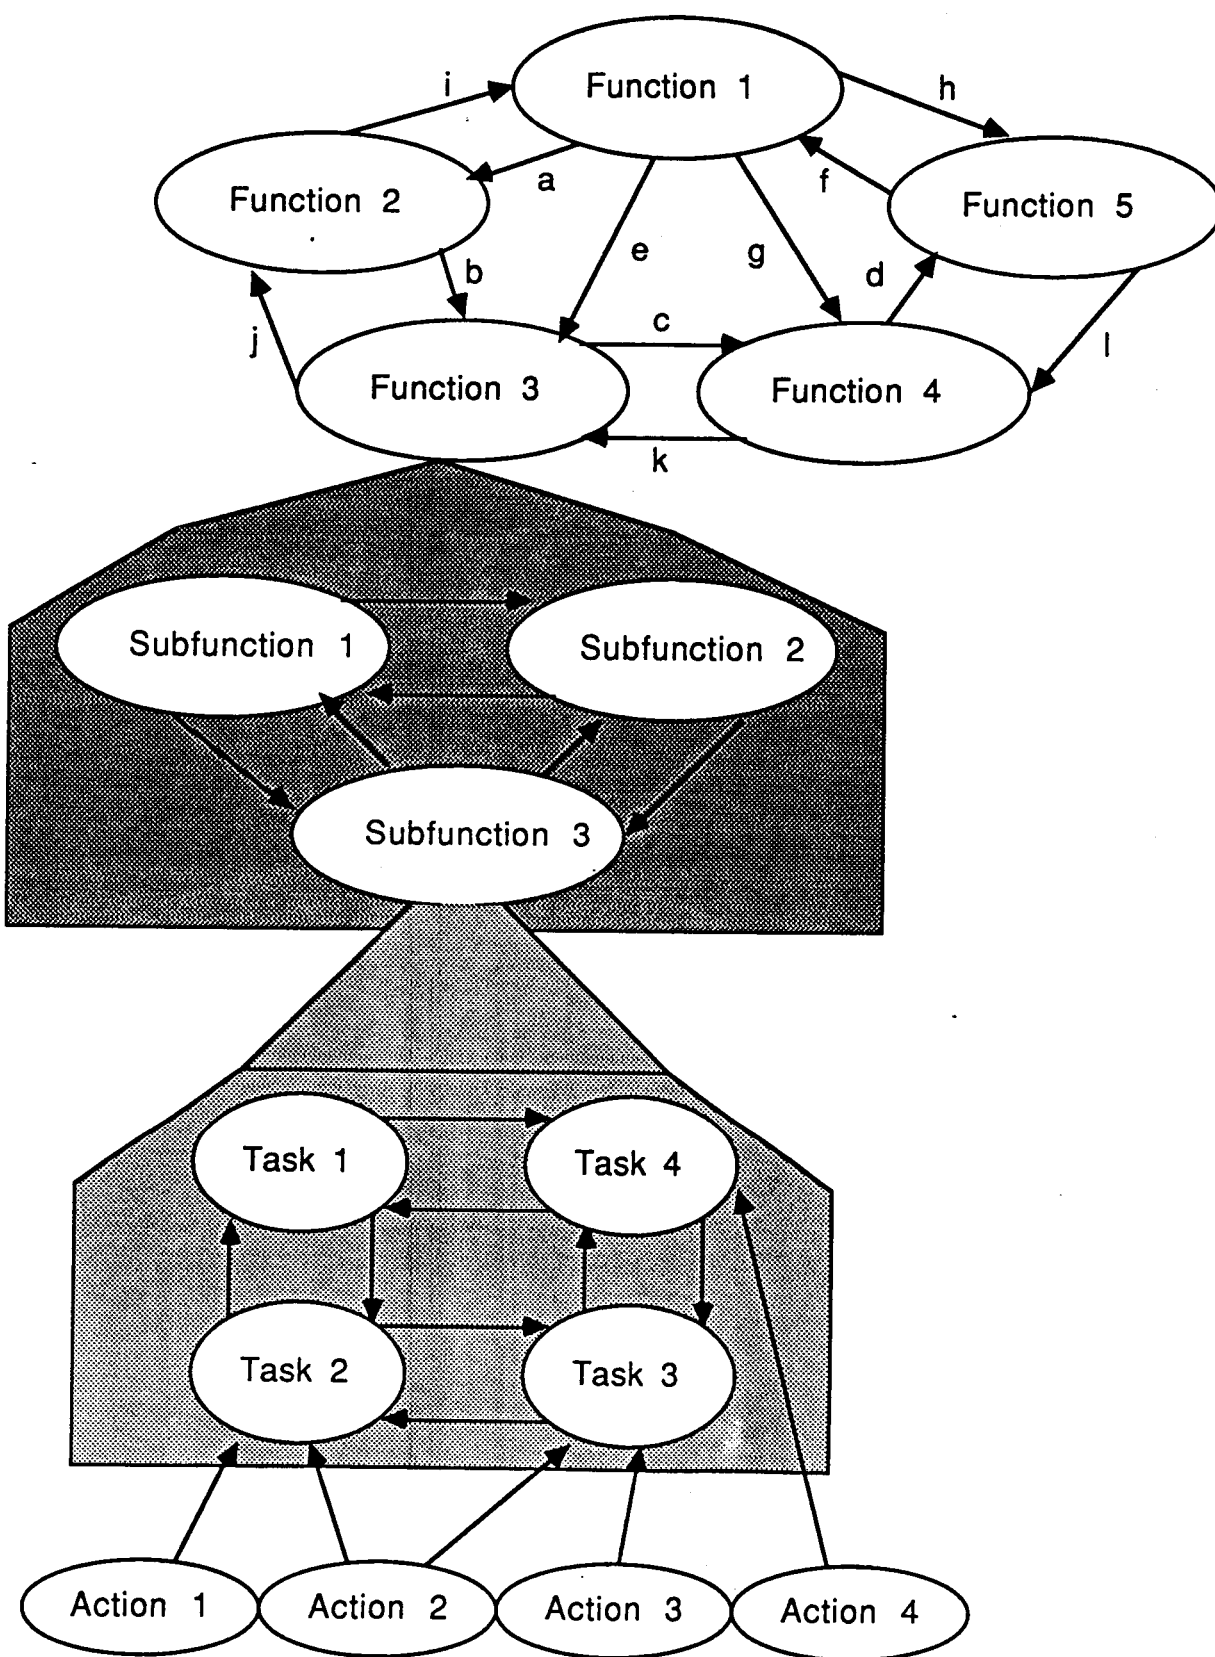 Function 1
i
h
a
f
Function 2
Function 5
e
g
b
d
c
j
l
Function 3
Function 4
k
Subfunction 1
Subfunction 2
Subfunction 3
Task 1
Task 4
Task 2
Task 3
Action 1
Action 2
Action 3
Action 4